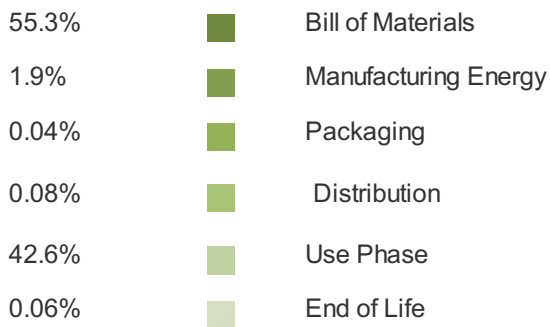 55.3% Bill of Materials
1.9% Manufacturing Energy
0.04% Packaging
0.08% Distribution
42.6% Use Phase
0.06% End of Life